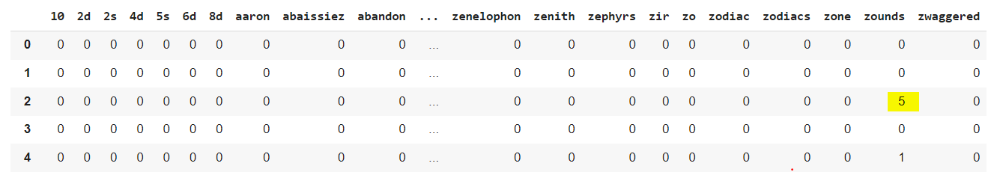 10 2d 2s 4d 5s 6d 8d aaron abaissiez abandon ... zenelophon zenith zephyrs zir zo zodiac zodiacs zone zounds zwaggered
0 0 0 0 0 0 0 0 0 0 0 ... 0 0 0 0 0 0 0 0 0 0
1 0 0 0 0 0 0 0 0 0 0 ... 0 0 0 0 0 0 0 0 0 0
2 0 0 0 0 0 0 0 0 0 0 ... 0 0 0 0 0 0 0 0 5 0
3 0 0 0 0 0 0 0 0 0 0 ... 0 0 0 0 0 0 0 0 0 0
4 0 0 0 0 0 0 0 0 0 0 ... 0 0 0 0 0 0 0 0 1 0